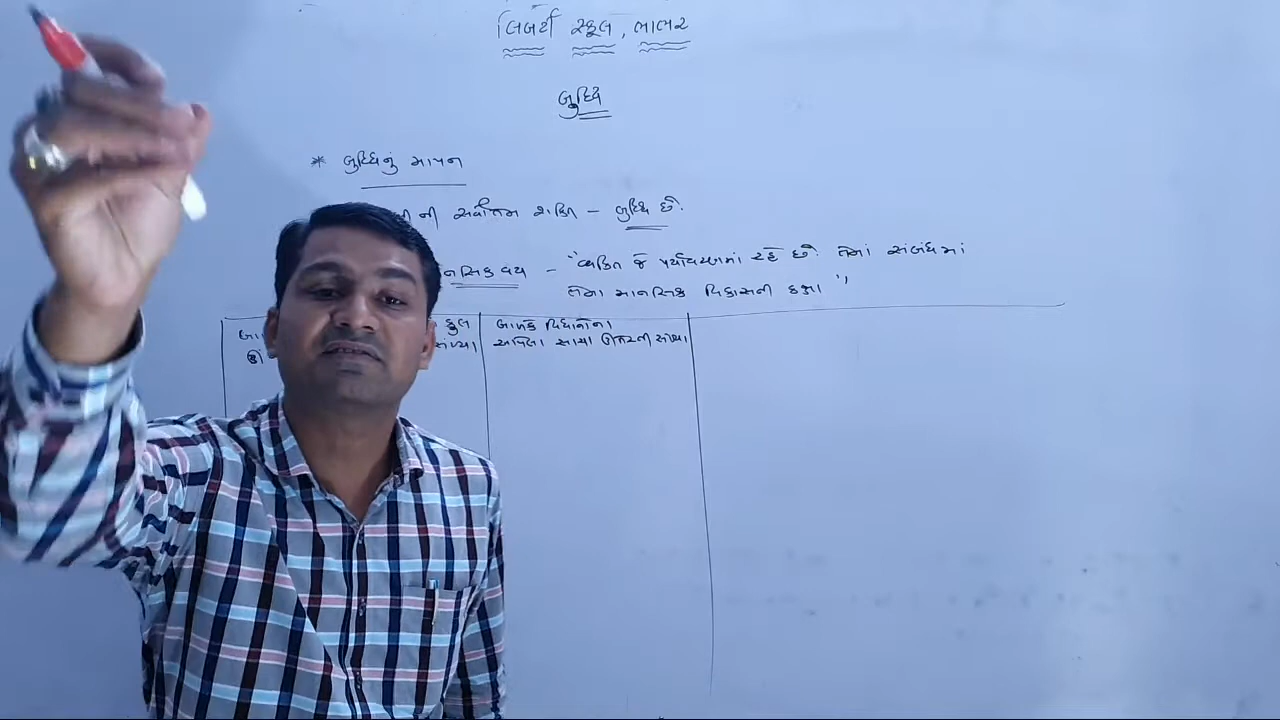 લિબર્ટી સ્કૂલ, ભાલર
બુદ્ધિ
* બુદ્ધિનું માપન
ની સર્વોત્તમ શક્તિ – બુદ્ધિ છે.
નસિક વય – "વ્યક્તિ જે પર્યાવરણમાં રહે છે. તેનાં સંબંધમાં
તેના માનસિક વિકાસની કક્ષા"
કુલ
સંખ્યા
બાળકે વિધાનોના
આપેલા સાચા ઉત્તરની સંખ્યા